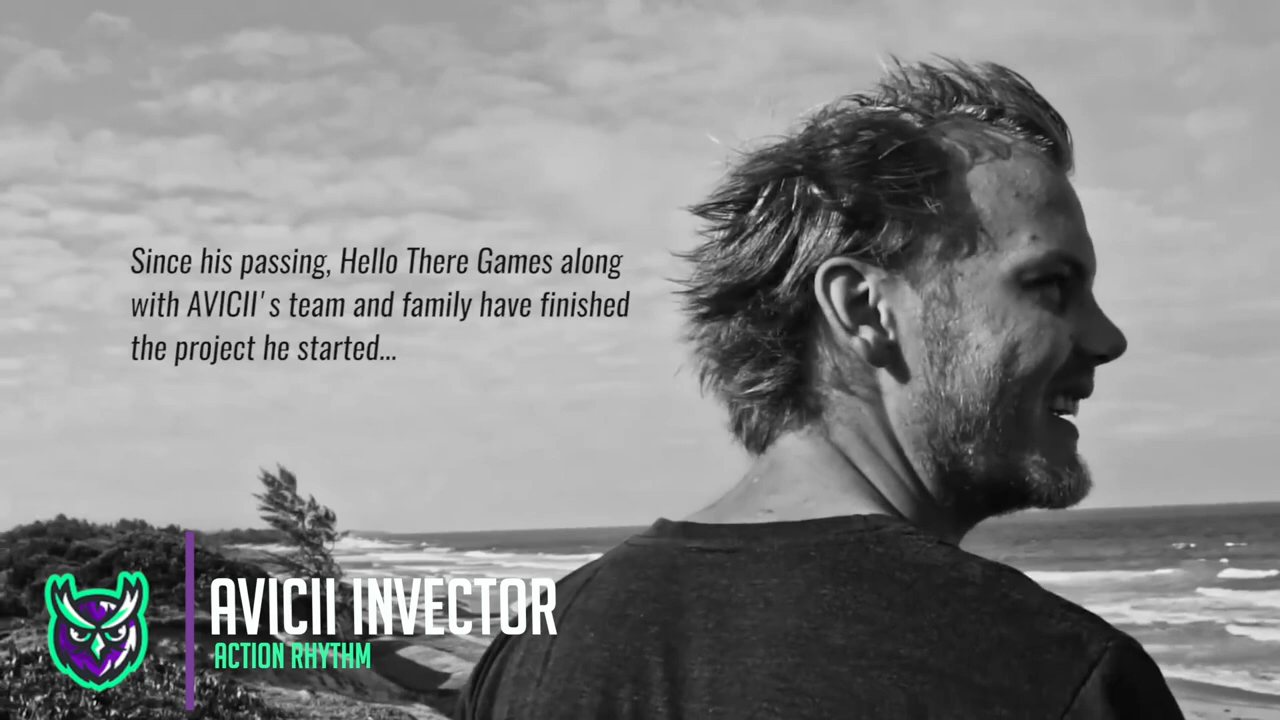 Since his passing, Hello There Games along
with AVICII's team and family have finished
the project he started...
AVICII INVECTOR
ACTION RHYTHM